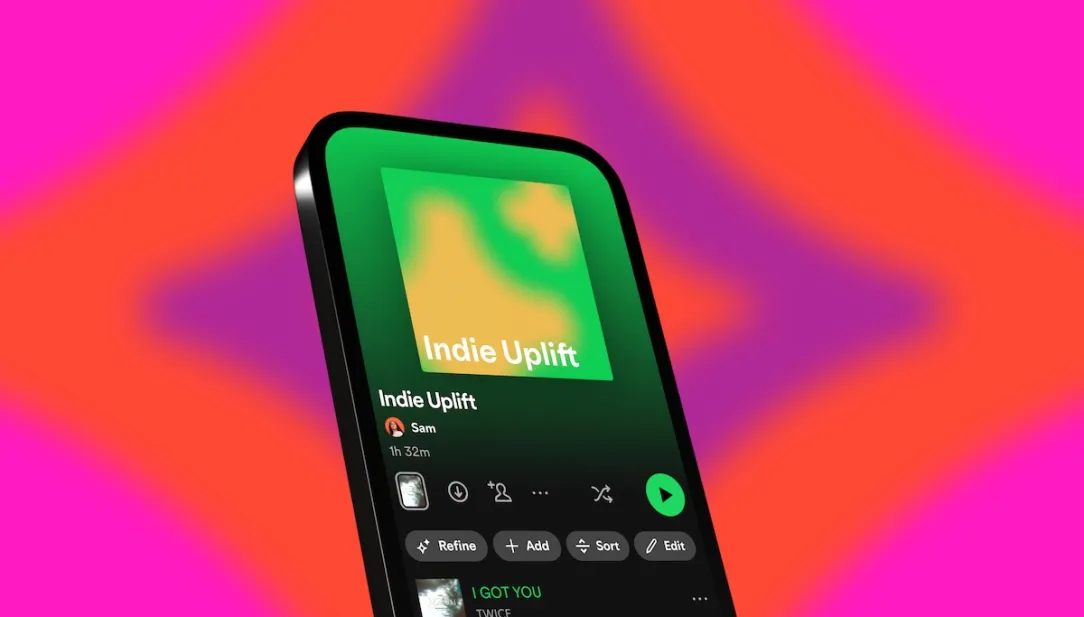 Indie Uplift
Indie Uplift
Sam
1h 32m
Refine
Add
Sort
Edit
I GOT YOU
TWICE